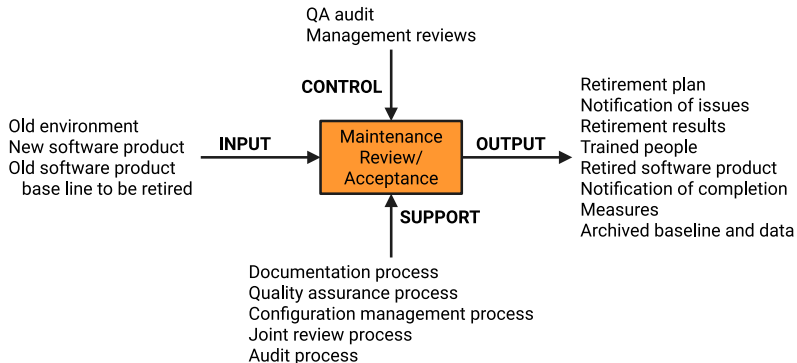 QA audit
Management reviews
CONTROL
Old environment
New software product
Old software product
base line to be retired
INPUT
Maintenance
Review/
Acceptance
OUTPUT
Retirement plan
Notification of issues
Retirement results
Trained people
Retired software product
Notification of completion
Measures
Archived baseline and data
SUPPORT
Documentation process
Quality assurance process
Configuration management process
Joint review process
Audit process